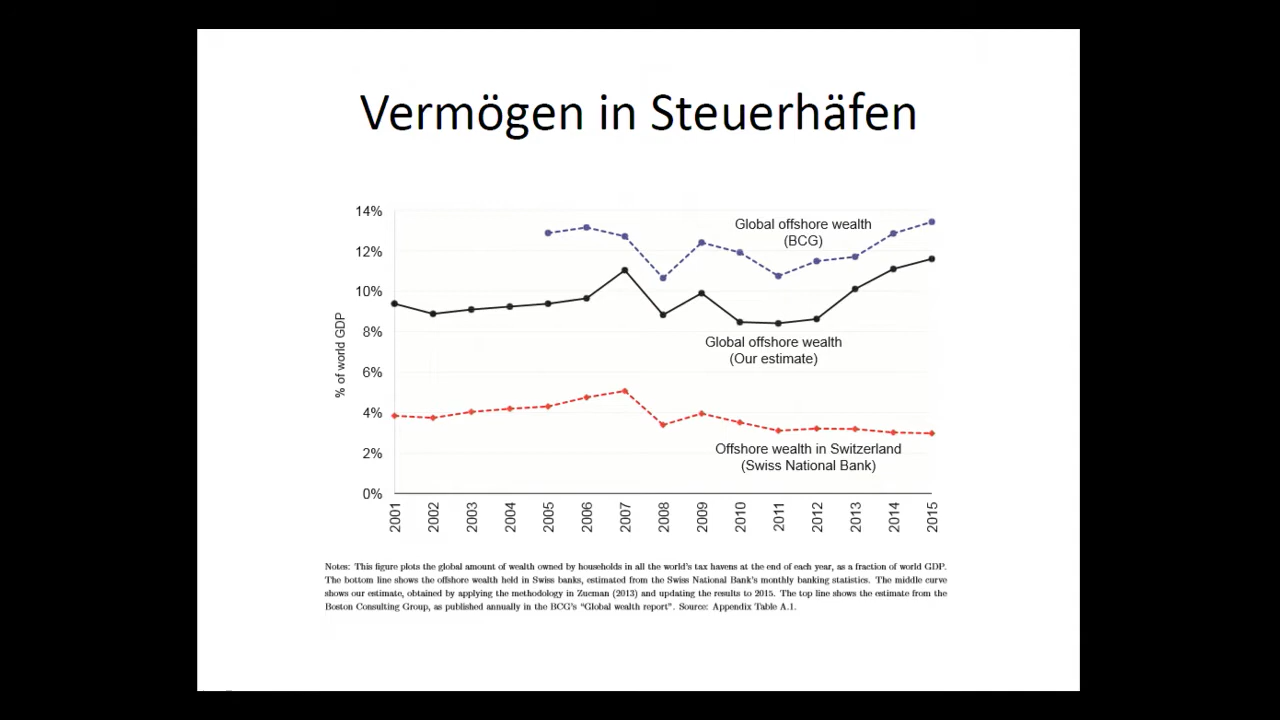 Vermögen in Steuerhäfen
14%
12%
10%
8%
6%
4%
2%
0%
% of world GDP
Global offshore wealth
(BCG)
Global offshore wealth
(Our estimate)
Offshore wealth in Switzerland
(Swiss National Bank)
2001
2002
2003
2004
2005
2006
2007
2008
2009
2010
2011
2012
2013
2014
2015
Notes: This figure plots the global amount of wealth owned by households in all the world's tax havens at the end of each year, as a fraction of world GDP.
The bottom line shows the offshore wealth held in Swiss banks, estimated from the Swiss National Bank's monthly banking statistics. The middle curve
shows our estimate, obtained by applying the methodology in Zucman (2013) and updating the results to 2015. The top line shows the estimate from the
Boston Consulting Group, as published annually in the BCG's "Global wealth report". Source: Appendix Table A.1.